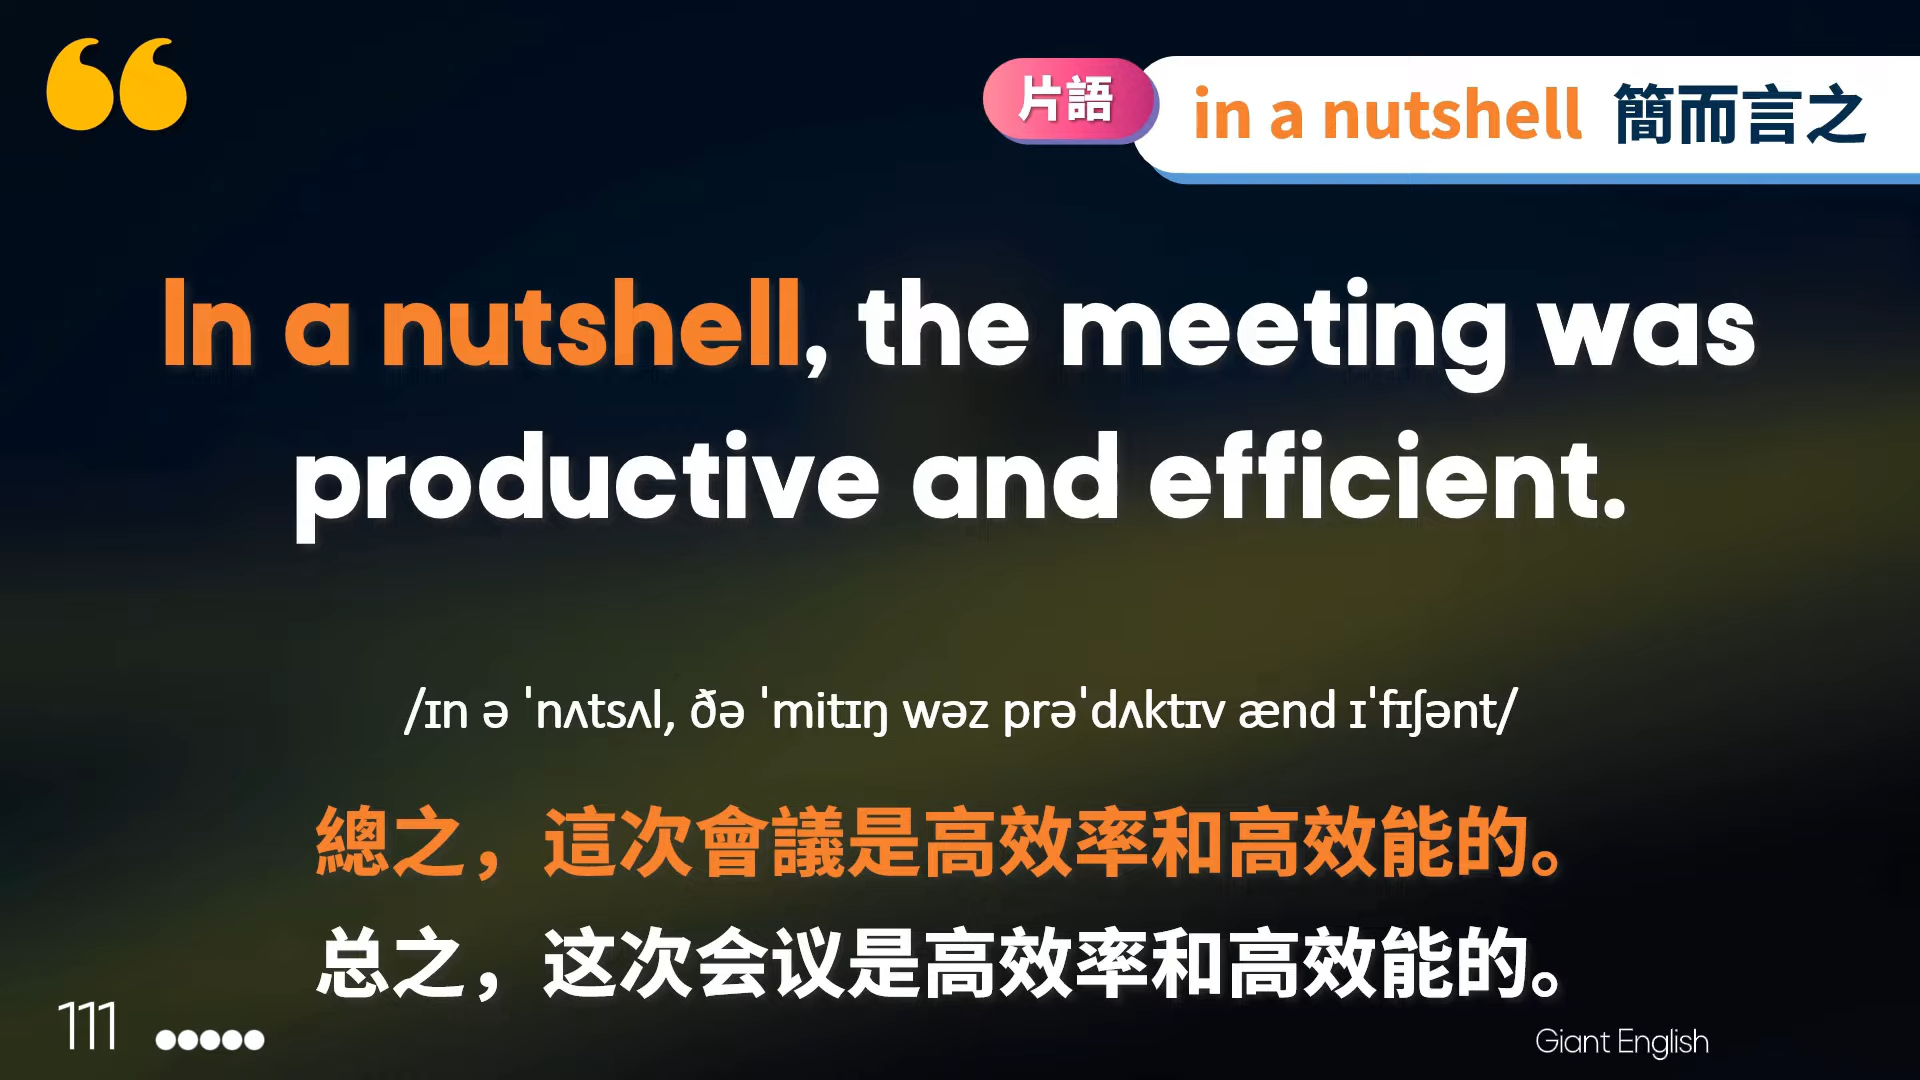 片語
in a nutshell 簡而言之
In a nutshell, the meeting was
productive and efficient.
/ɪn ə ˈnʌtsʌl, ðə ˈmitɪŋ wəz prəˈdʌktɪv ænd ɪˈfɪʃənt/
總之，這次會議是高效率和高效能的。
总之，这次会议是高效率和高效能的。
111
Giant English